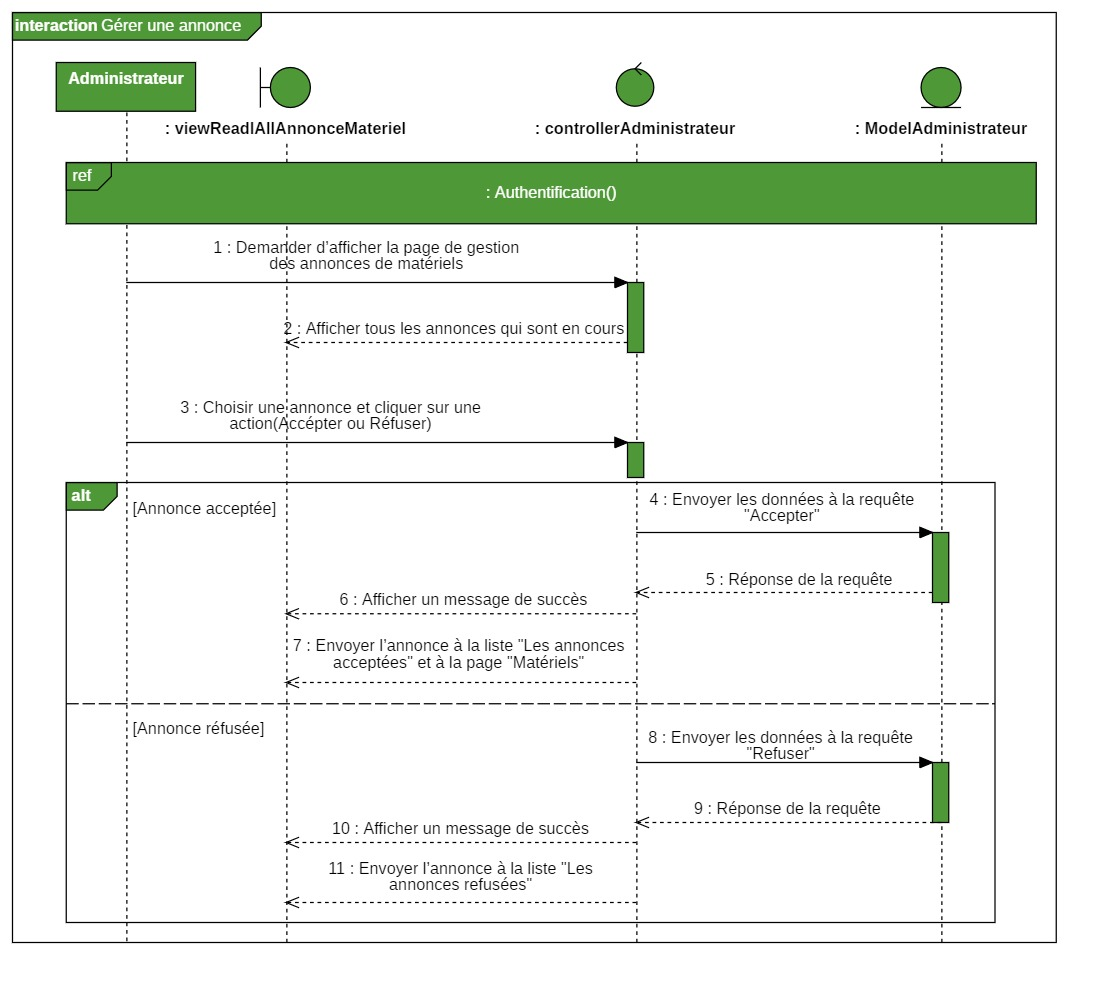 interaction Gérer une annonce
Administrateur
: viewReadlAllAnnonceMateriel
: controllerAdministrateur
: ModelAdministrateur
ref
: Authentification()
1 : Demander d’afficher la page de gestion
des annonces de matériels
2 : Afficher tous les annonces qui sont en cours
3 : Choisir une annonce et cliquer sur une
action(Accépter ou Réfuser)
alt
[Annonce acceptée]
4 : Envoyer les données à la requête
"Accepter"
5 : Réponse de la requête
6 : Afficher un message de succès
7 : Envoyer l’annonce à la liste "Les annonces
acceptées" et à la page "Matériels"
[Annonce réfusée]
8 : Envoyer les données à la requête
"Refuser"
9 : Réponse de la requête
10 : Afficher un message de succès
11 : Envoyer l’annonce à la liste "Les
annonces refusées"